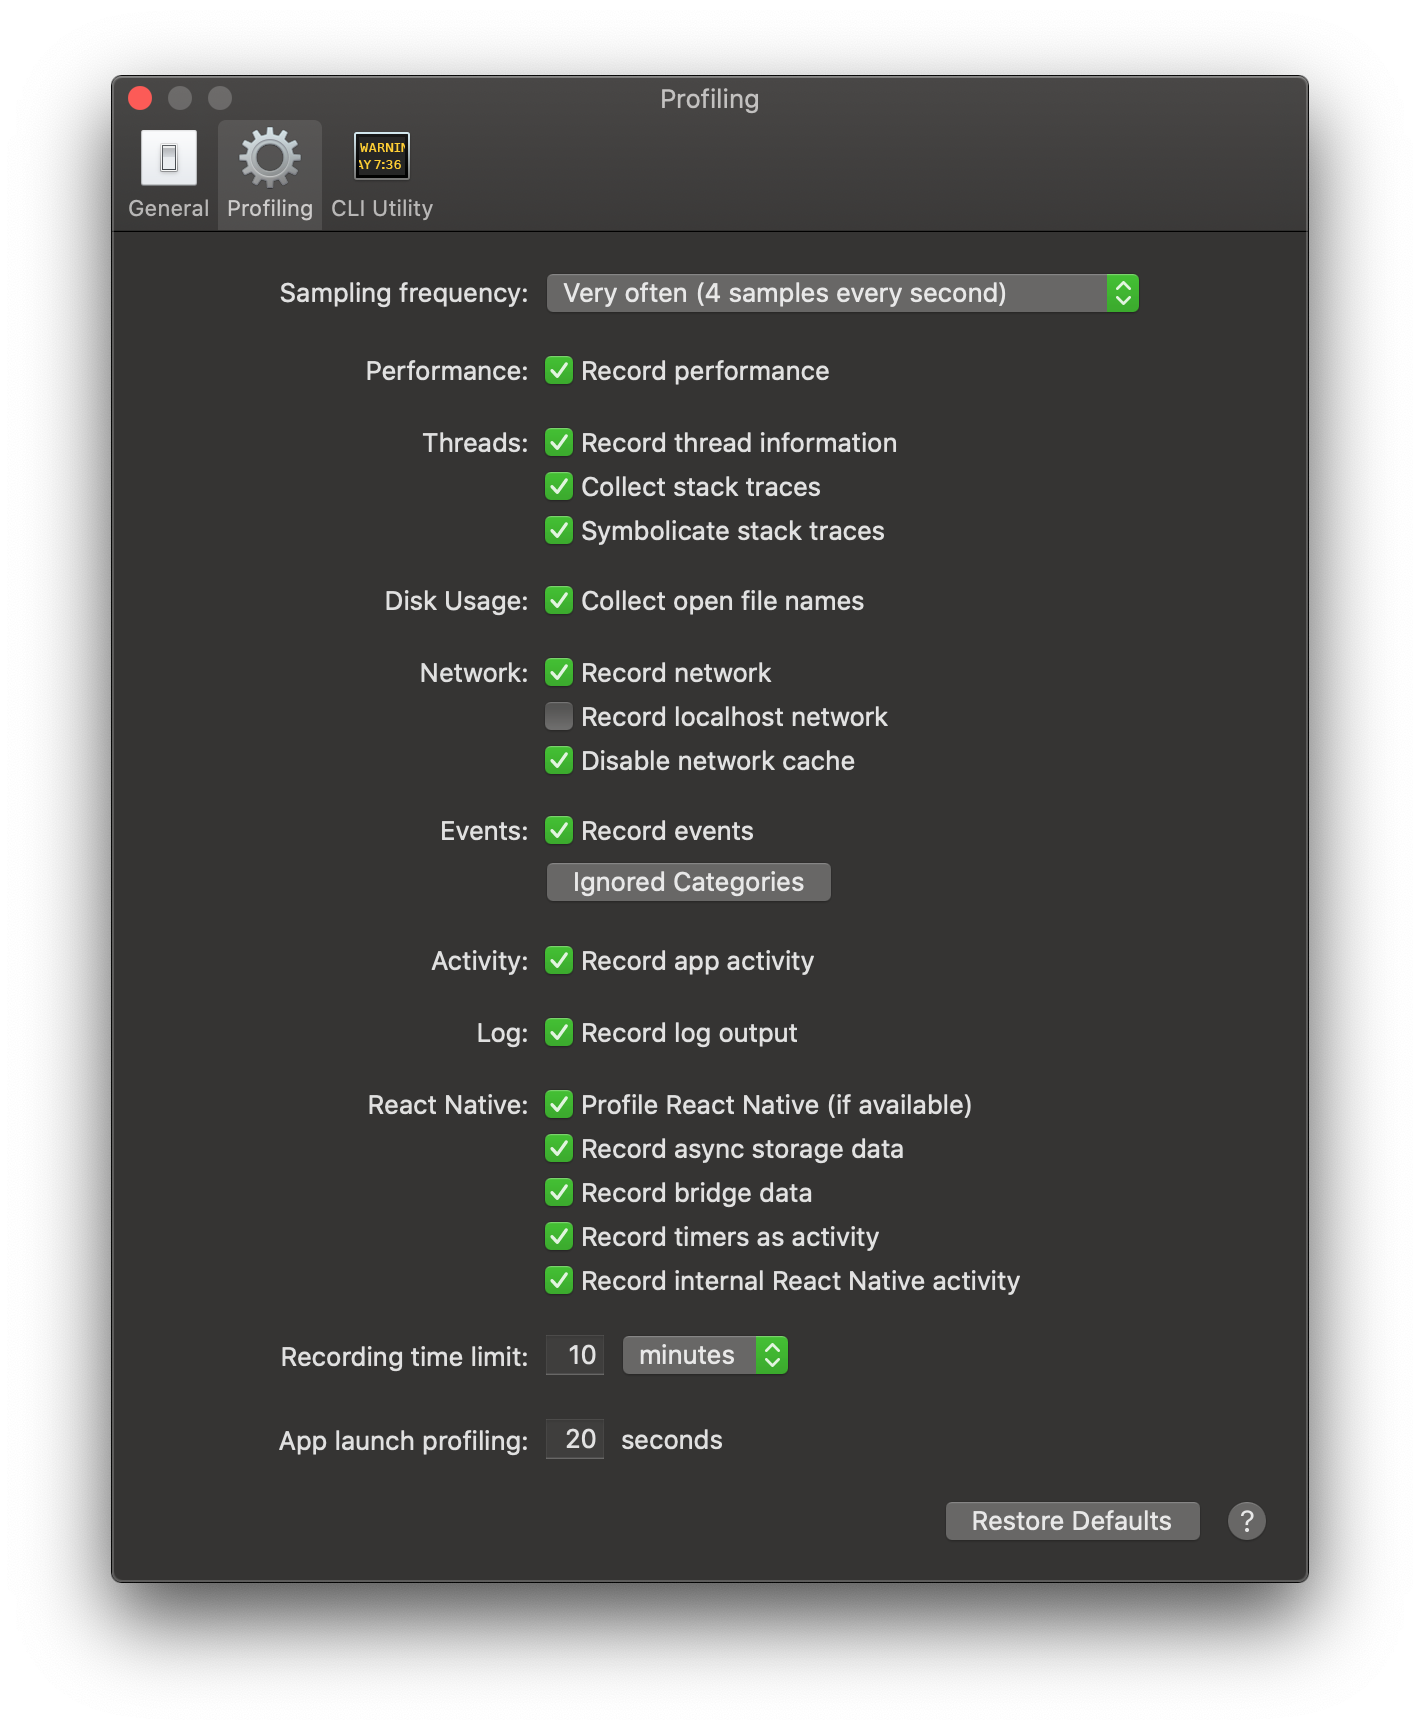 Profiling
WARNIN
AY 7:36
General Profiling CLI Utility
Sampling frequency: Very often (4 samples every second)
Performance: Record performance
Threads: Record thread information
Collect stack traces
Symbolicate stack traces
Disk Usage: Collect open file names
Network: Record network
Record localhost network
Disable network cache
Events: Record events
Ignored Categories
Activity: Record app activity
Log: Record log output
React Native: Profile React Native (if available)
Record async storage data
Record bridge data
Record timers as activity
Record internal React Native activity
Recording time limit: 10 minutes
App launch profiling: 20 seconds
Restore Defaults ?